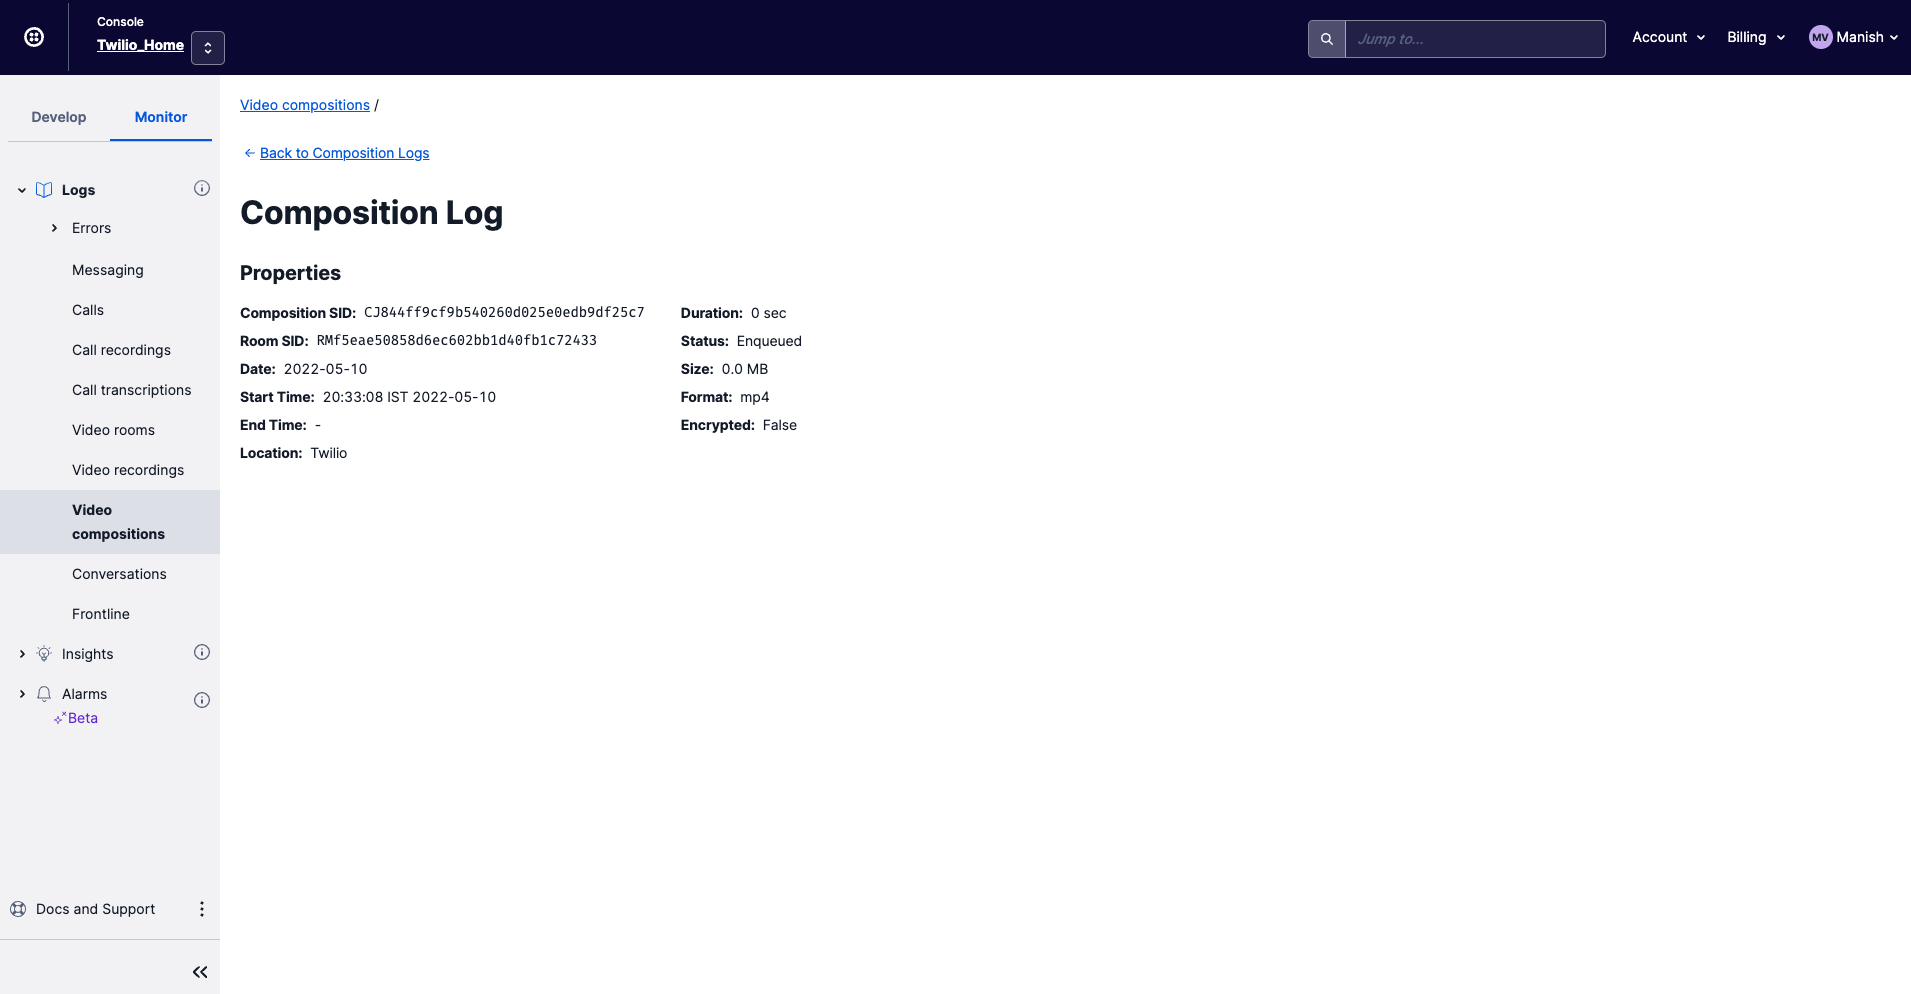 Console
Twilio_Home
Jump to...
Account
Billing
MV Manish
Develop
Monitor
Logs
Errors
Messaging
Calls
Call recordings
Call transcriptions
Video rooms
Video recordings
Video
compositions
Conversations
Frontline
Insights
Alarms
Beta
Docs and Support
Video compositions /
← Back to Composition Logs
Composition Log
Properties
Composition SID: CJ844ff9cf9b540260d025e0edb9df25c7
Room SID: RMf5eae50858d6ec602bb1d40fb1c72433
Date: 2022-05-10
Start Time: 20:33:08 IST 2022-05-10
End Time: -
Location: Twilio
Duration: 0 sec
Status: Enqueued
Size: 0.0 MB
Format: mp4
Encrypted: False